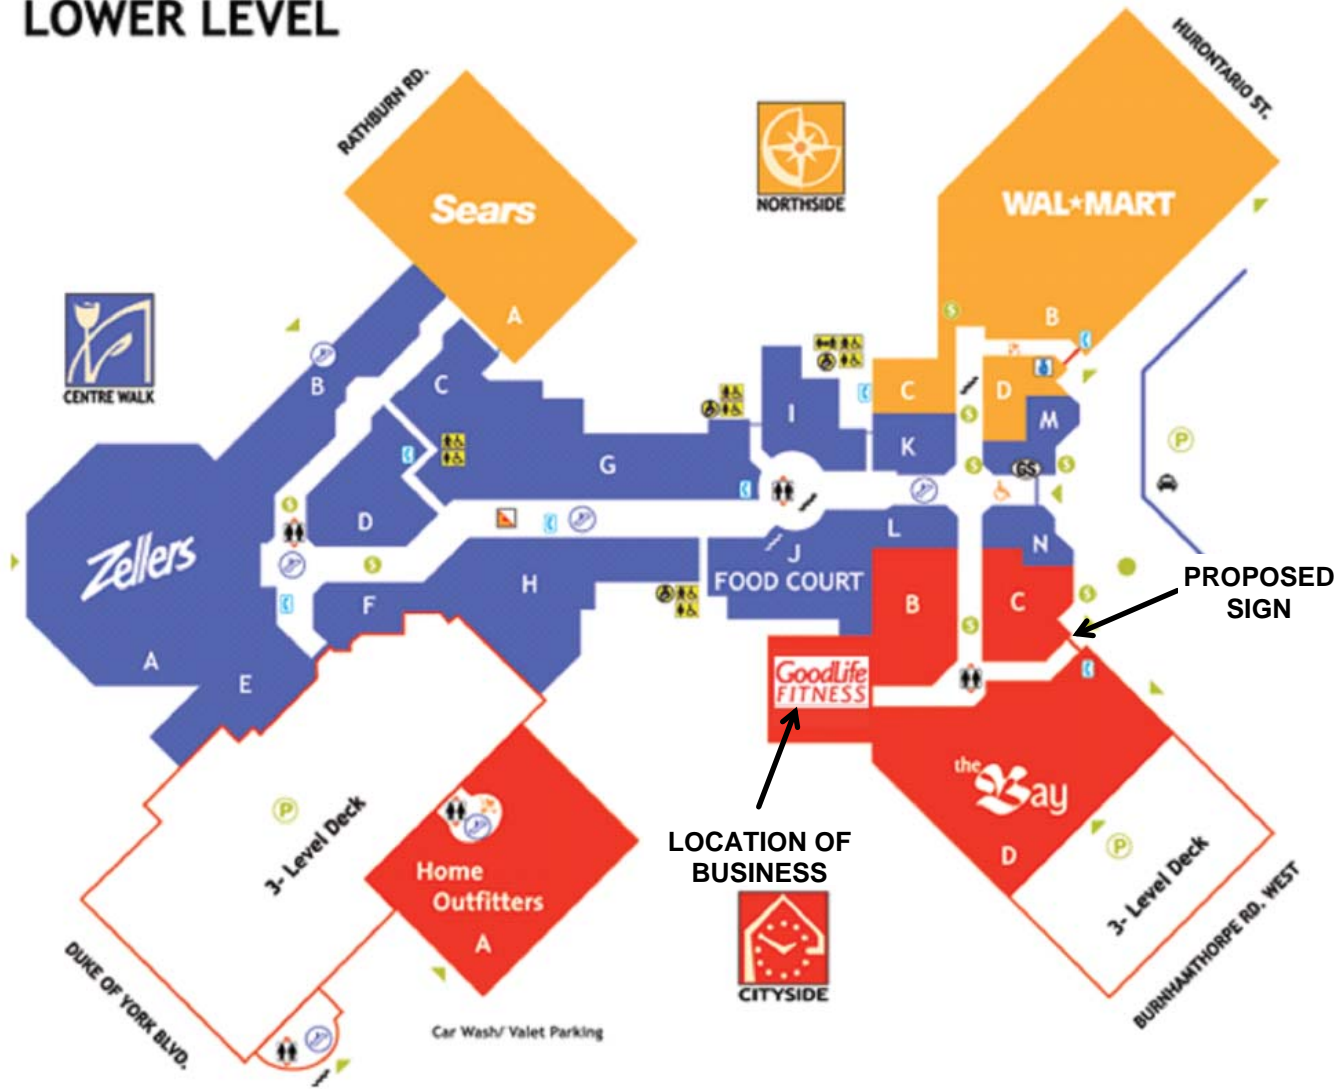 LOWER LEVEL
RATHBURN RD.
HURONTARIO ST.
Sears
A
NORTHSIDE
WAL★MART
B
CENTRE WALK
B
C
I
C
D
M
K
P
G
GS
D
L
N
Zellers
J
FOOD COURT
H
F
B
C
PROPOSED
SIGN
A
E
GoodLife
FITNESS
the Bay
D
P
3- Level Deck
P
3- Level Deck
LOCATION OF
BUSINESS
Home
Outfitters
A
CITYSIDE
DUKE OF YORK BLVD.
BURNHAMTHORPE RD. WEST
Car Wash/ Valet Parking
S
S
S
S
S
S
S
S